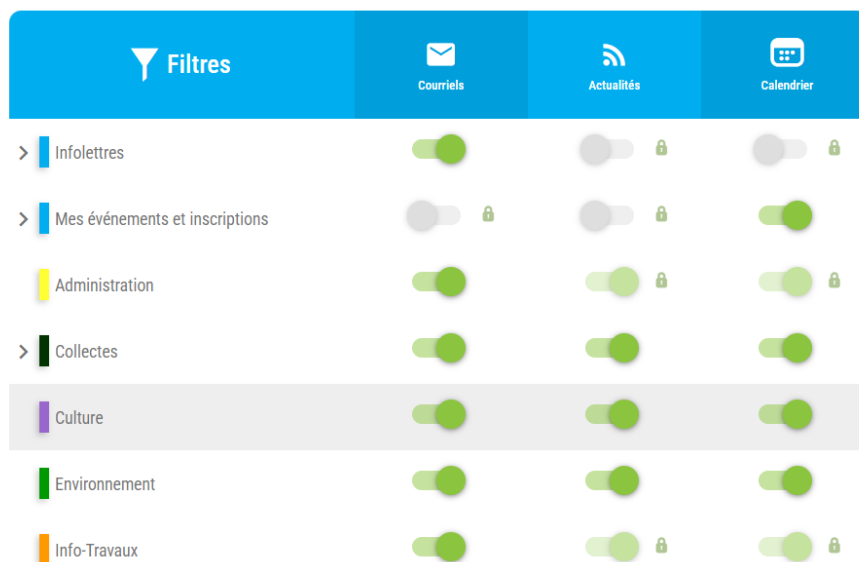 Filtres
Courriels
Actualités
Calendrier
Infolettres
Mes événements et inscriptions
Administration
Collectes
Culture
Environnement
Info-Travaux